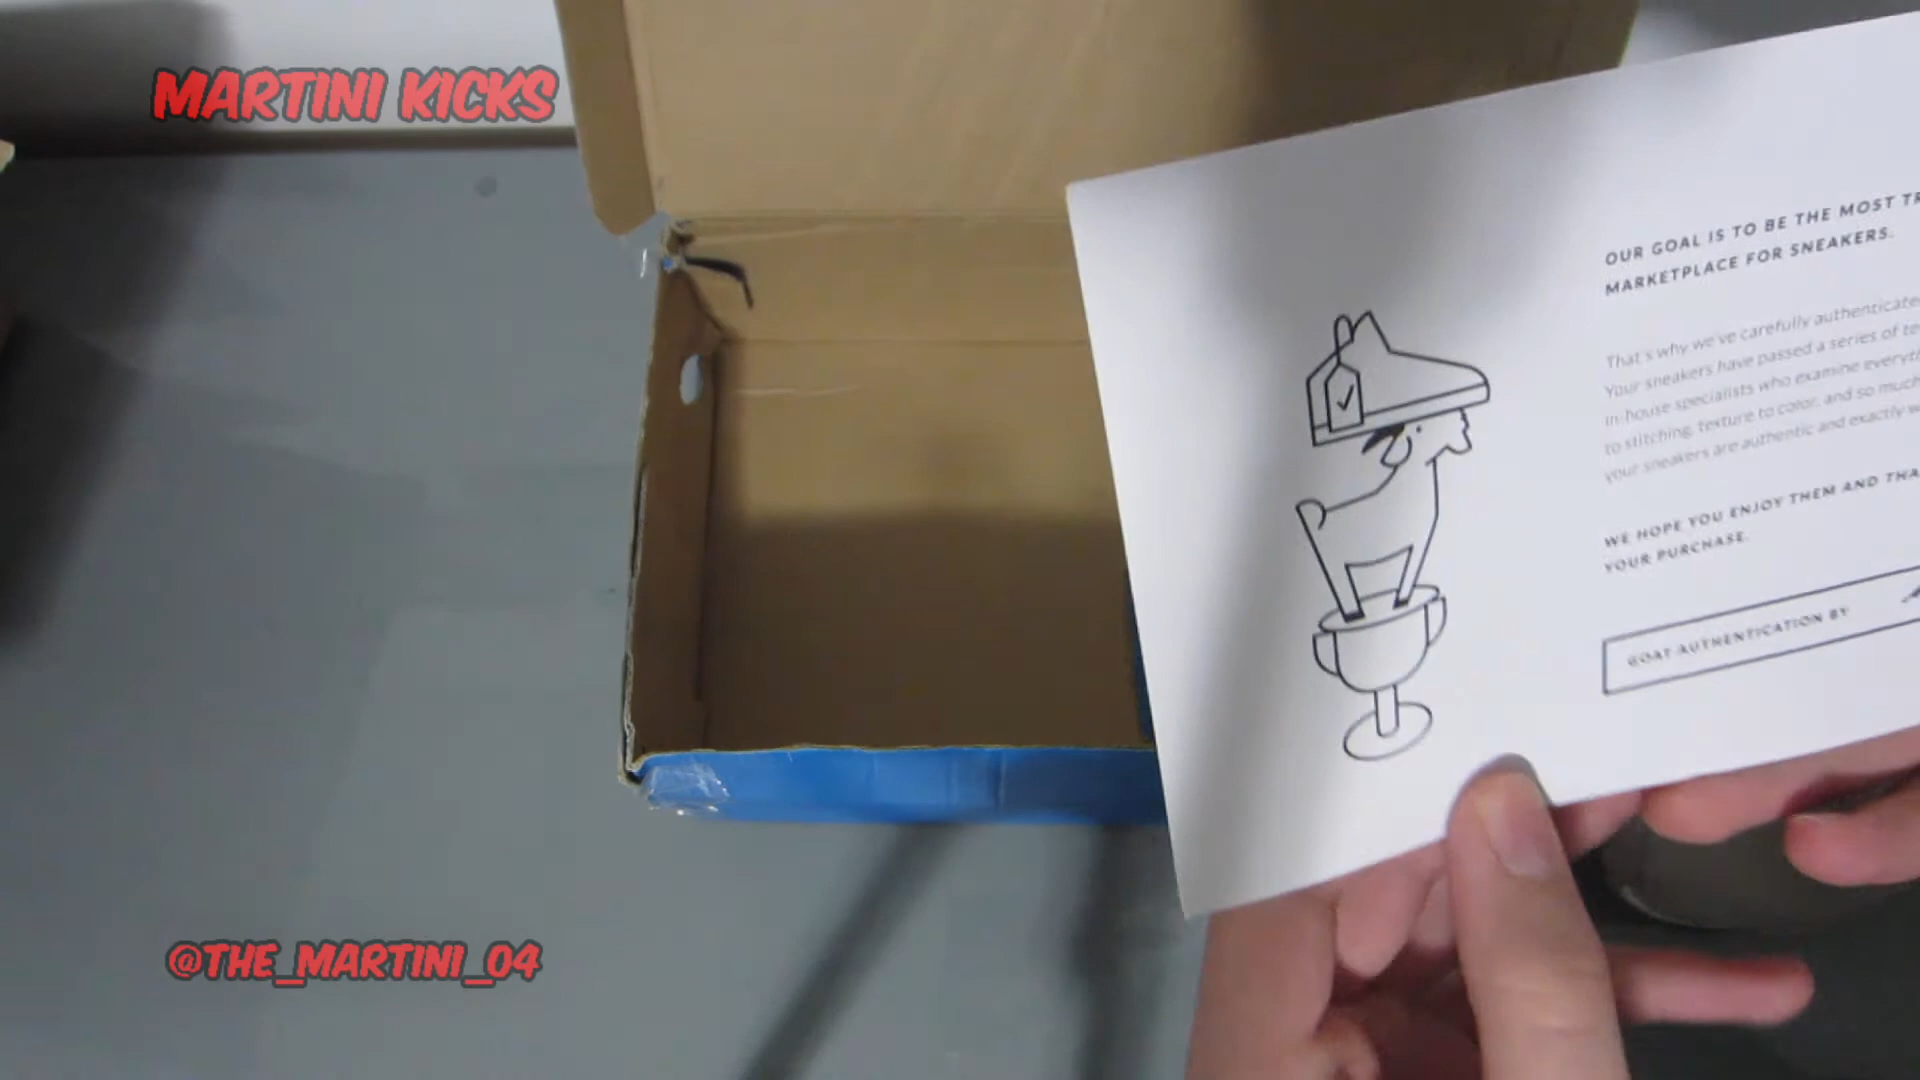 MARTINI KICKS
OUR GOAL IS TO BE THE MOST
MARKETPLACE FOR SNEAKERS.
That's why we've carefully authenticated
Your sneakers have passed a series of
in-house specialists who examine
to stitching, texture to color, and so much
your sneakers are authentic and exactly
WE HOPE YOU ENJOY THEM AND
YOUR PURCHASE.
GOAT AUTHENTICATION BY
@THE_MARTINI_04